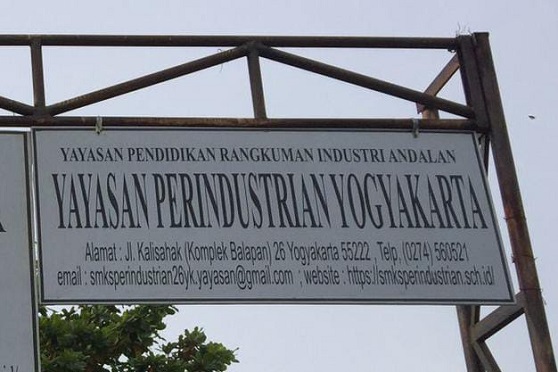 YAYASAN PENDIDIKAN RANGKUMAN INDUSTRI ANDALAN
YAYASAN PERINDUSTRIAN YOGYAKARTA
Alamat : Jl. Kalisahak (Komplek Balapan) 26 Yogyakarta 55222 , Telp. (0274) 560521
email : smksperindustrian26yk.yayasan@gmail.com ; website : https://smksperindustrian.sch.id/